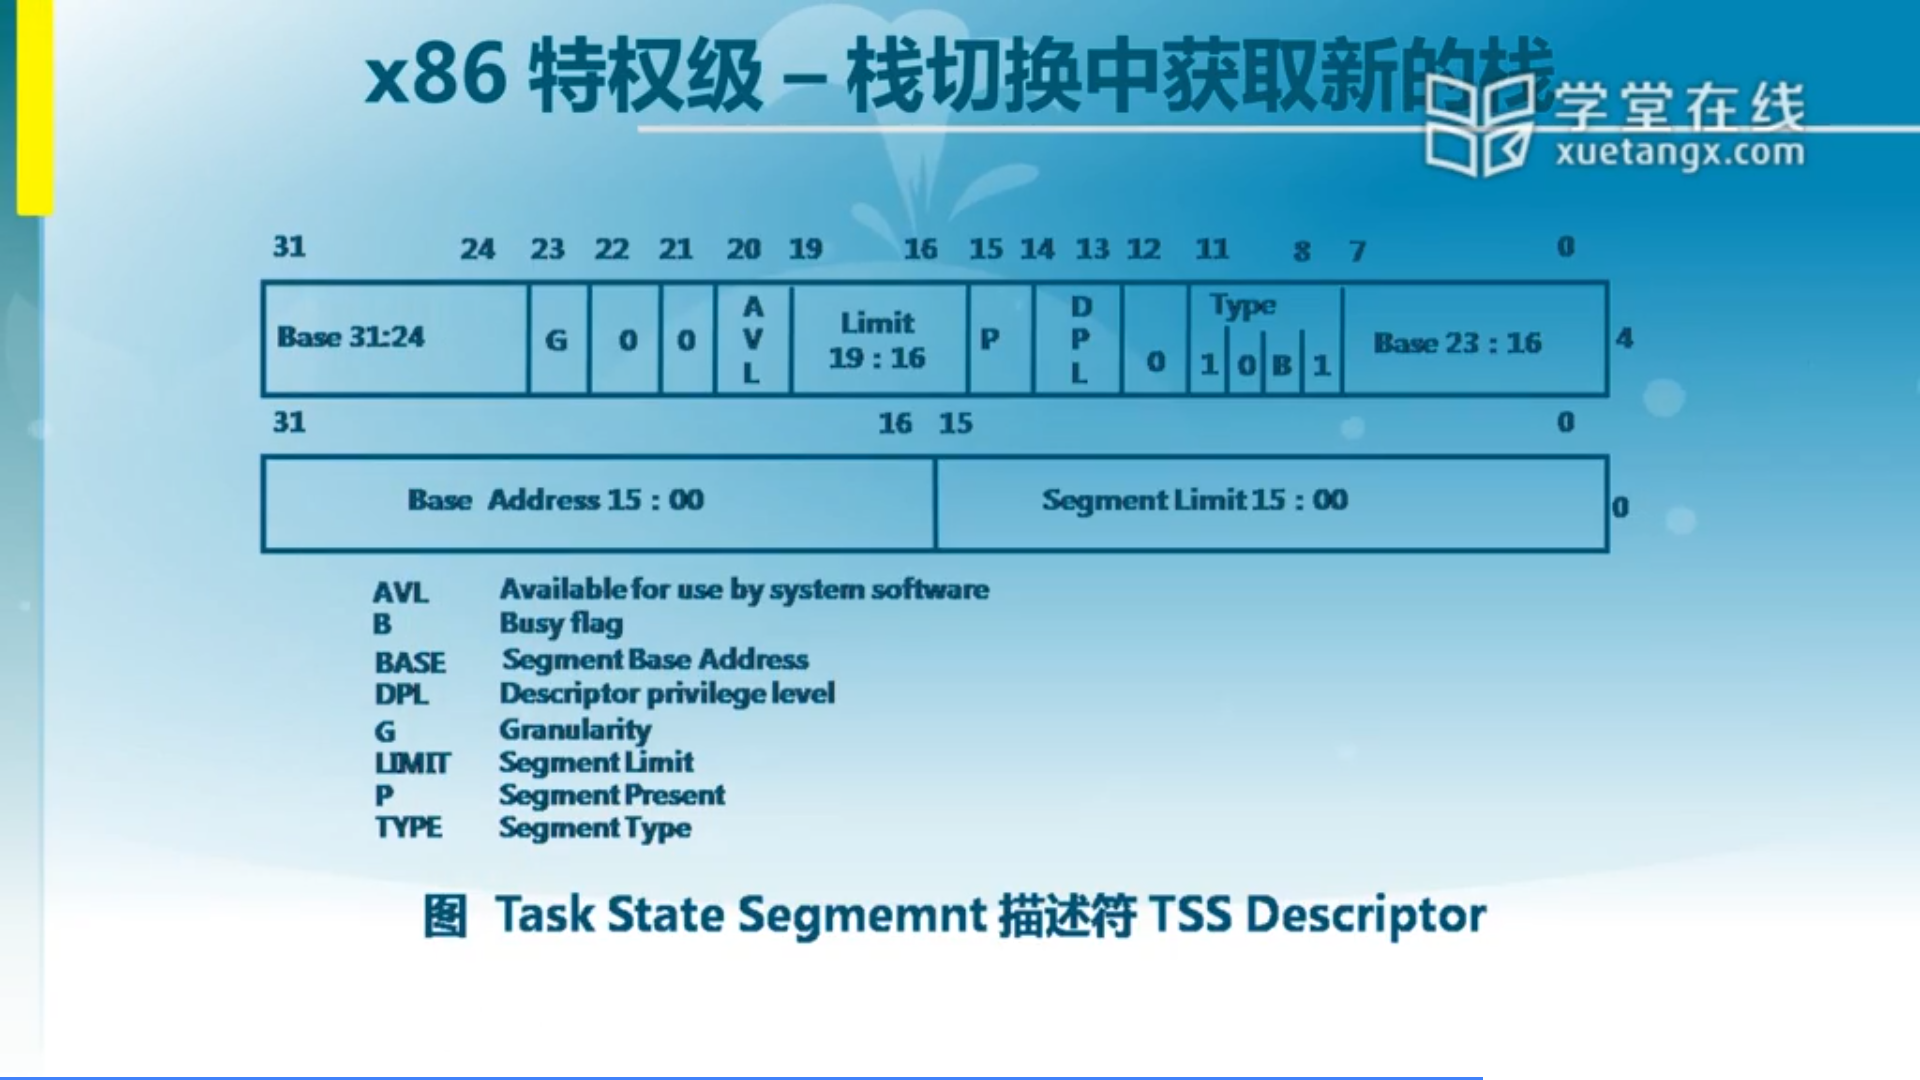 x86 特权级 – 栈切换中获取新的栈
学堂在线
xuetangx.com
31 24 23 22 21 20 19 16 15 14 13 12 11 8 7 0
Base 31:24 G 0 0 AVL Limit 19 : 16 P DPL 0 Type 1 0 B 1 Base 23 : 16 4
31 16 15 0
Base Address 15 : 00 Segment Limit 15 : 00 0
AVL Available for use by system software
B Busy flag
BASE Segment Base Address
DPL Descriptor privilege level
G Granularity
LIMIT Segment Limit
P Segment Present
TYPE Segment Type
图 Task State Segmemnt 描述符 TSS Descriptor